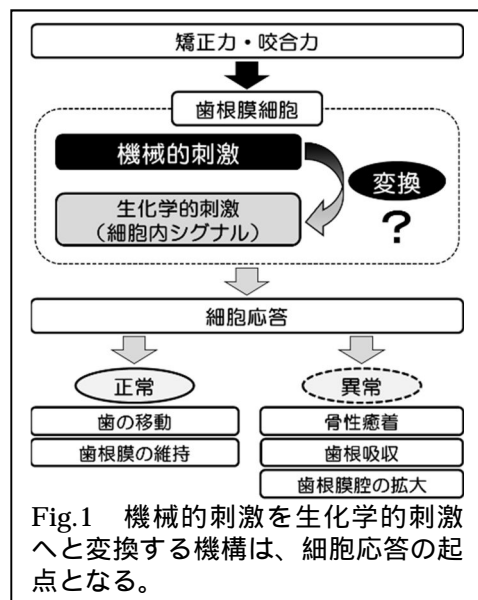 矯正力・咬合力
歯根膜細胞
機械的刺激
変換
生化学的刺激
（細胞内シグナル）
？
細胞応答
正常
異常
歯の移動
骨性癒着
歯根膜の維持
歯根吸収
歯根膜腔の拡大
Fig.1　機械的刺激を生化学的刺激
へと変換する機構は、細胞応答の起
点となる。